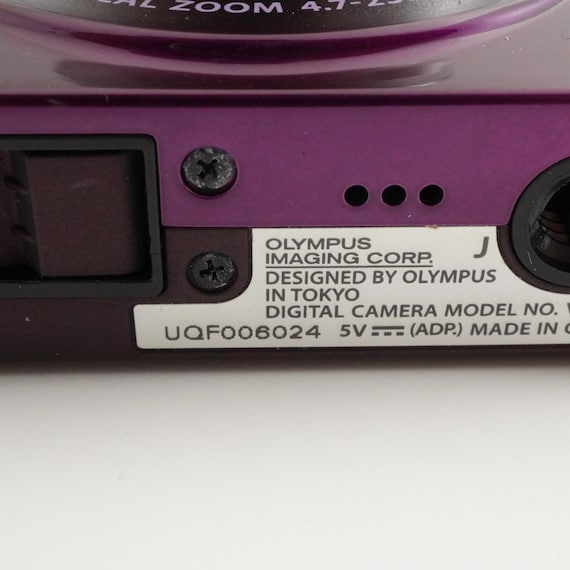 ZOOM 4.7-
OLYMPUS
IMAGING CORP. J
DESIGNED BY OLYMPUS
IN TOKYO
DIGITAL CAMERA MODEL NO.
UQF006024 5V (ADP.) MADE IN